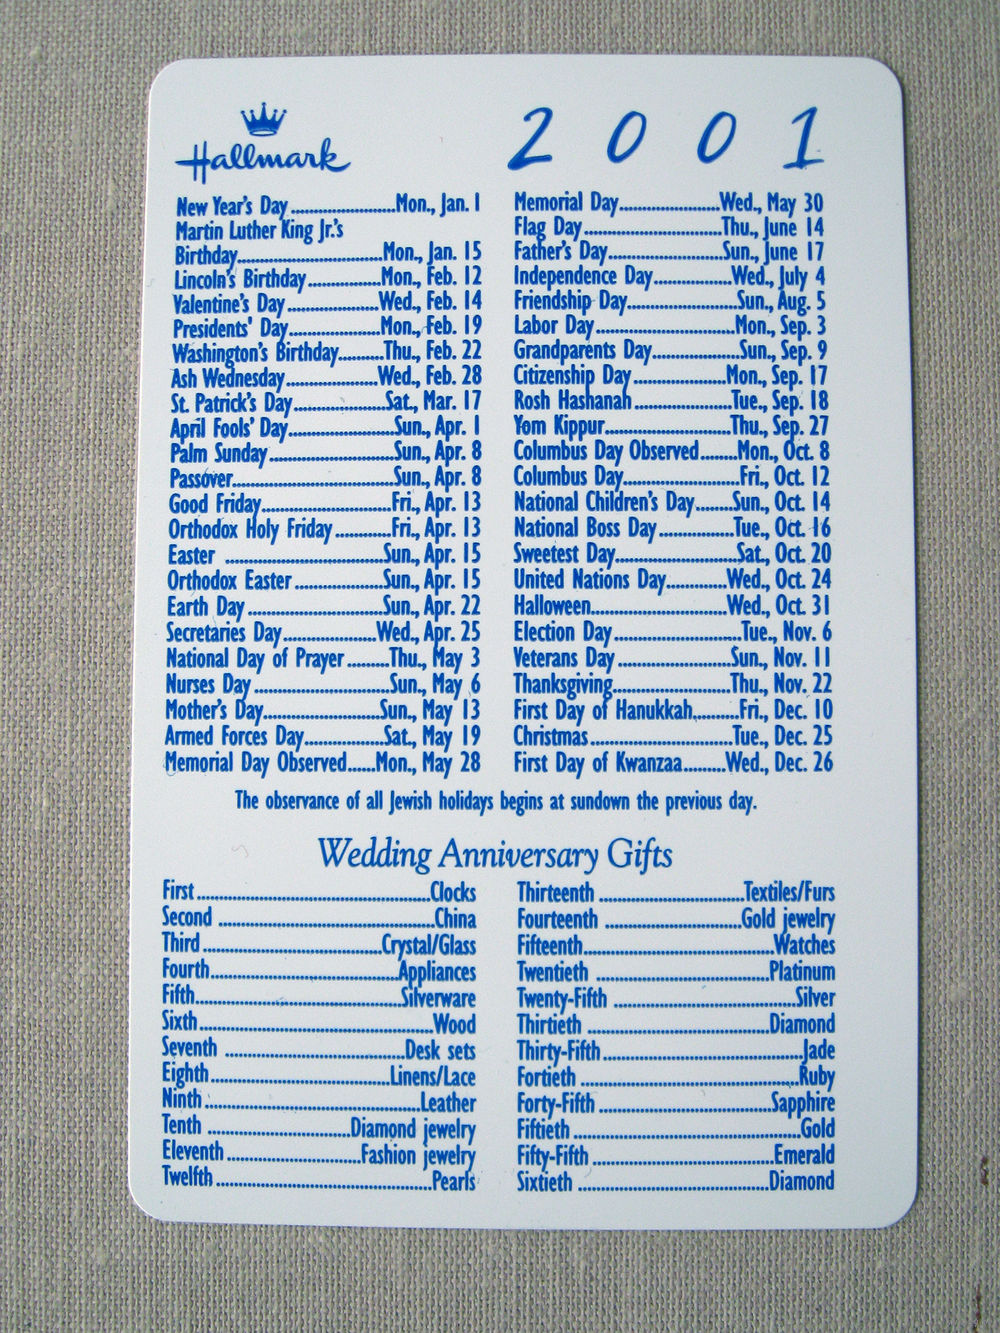 Hallmark
2 0 0 1
New Year's Day Mon., Jan. 1
Martin Luther King Jr.'s
Birthday Mon., Jan. 15
Lincoln's Birthday Mon., Feb. 12
Valentine's Day Wed., Feb. 14
Presidents' Day Mon., Feb. 19
Washington's Birthday Thu., Feb. 22
Ash Wednesday Wed., Feb. 28
St. Patrick's Day Sat., Mar. 17
April Fools' Day Sun., Apr. 1
Palm Sunday Sun., Apr. 8
Passover Sun., Apr. 8
Good Friday Fri., Apr. 13
Orthodox Holy Friday Fri., Apr. 13
Easter Sun., Apr. 15
Orthodox Easter Sun., Apr. 15
Earth Day Sun., Apr. 22
Secretaries Day Wed., Apr. 25
National Day of Prayer Thu., May 3
Nurses Day Sun., May 6
Mother's Day Sun., May 13
Armed Forces Day Sat., May 19
Memorial Day Observed Mon., May 28
Memorial Day Wed., May 30
Flag Day Thu., June 14
Father's Day Sun., June 17
Independence Day Wed., July 4
Friendship Day Sun., Aug. 5
Labor Day Mon., Sep. 3
Grandparents Day Sun., Sep. 9
Citizenship Day Mon., Sep. 17
Rosh Hashanah Tue., Sep. 18
Yom Kippur Thu., Sep. 27
Columbus Day Observed Mon., Oct. 8
Columbus Day Fri., Oct. 12
National Children's Day Sun., Oct. 14
National Boss Day Tue., Oct. 16
Sweetest Day Sat., Oct. 20
United Nations Day Wed., Oct. 24
Halloween Wed., Oct. 31
Election Day Tue., Nov. 6
Veterans Day Sun., Nov. 11
Thanksgiving Thu., Nov. 22
First Day of Hanukkah Fri., Dec. 10
Christmas Tue., Dec. 25
First Day of Kwanzaa Wed., Dec. 26
The observance of all Jewish holidays begins at sundown the previous day.
Wedding Anniversary Gifts
First Clocks
Second China
Third Crystal/Glass
Fourth Appliances
Fifth Silverware
Sixth Wood
Seventh Desk sets
Eighth Linens/Lace
Ninth Leather
Tenth Diamond jewelry
Eleventh Fashion jewelry
Twelfth Pearls
Thirteenth Textiles/Furs
Fourteenth Gold jewelry
Fifteenth Watches
Twentieth Platinum
Twenty-Fifth Silver
Thirtieth Diamond
Thirty-Fifth Jade
Fortieth Ruby
Forty-Fifth Sapphire
Fiftieth Gold
Fifty-Fifth Emerald
Sixtieth Diamond